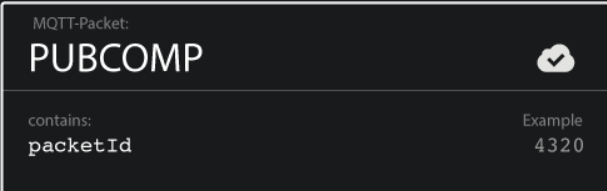 MQTT-Packet:
PUBCOMP
contains: Example
packetId 4320